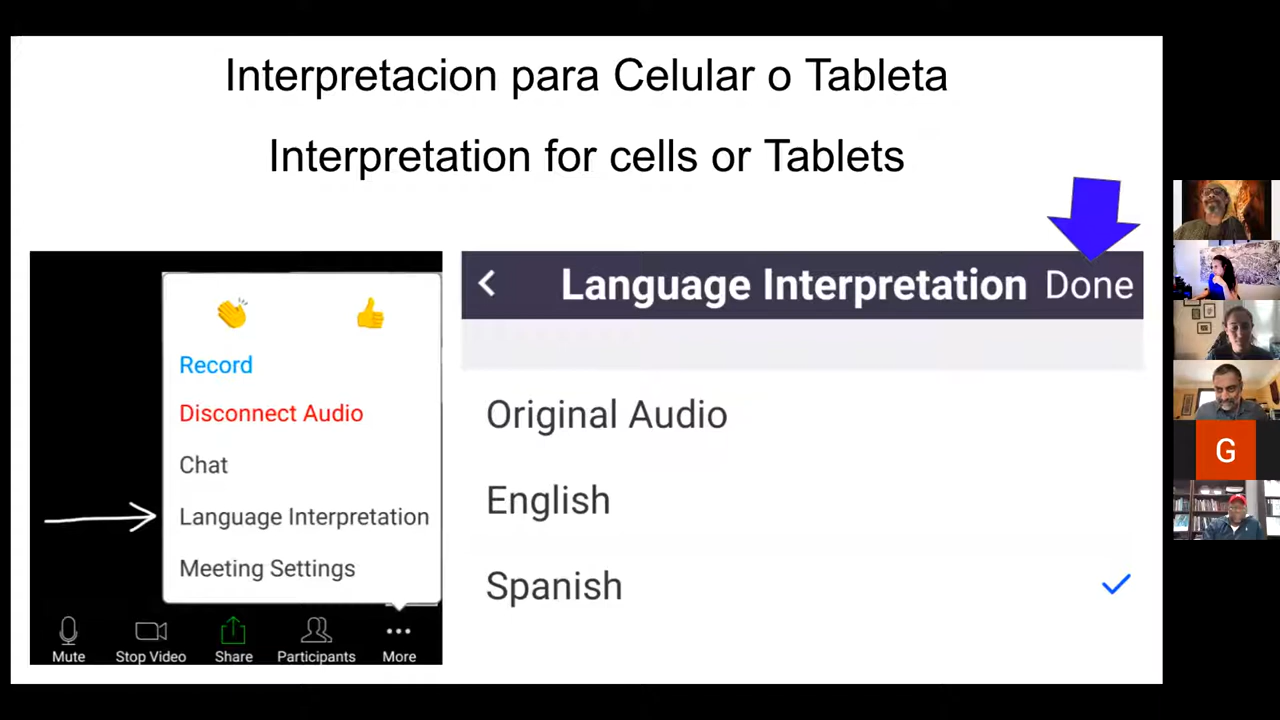 Interpretacion para Celular o Tableta
Interpretation for cells or Tablets
Record
Disconnect Audio
Chat
Language Interpretation
Meeting Settings
Mute
Stop Video
Share
Participants
More
Language Interpretation
Done
Original Audio
English
Spanish
G